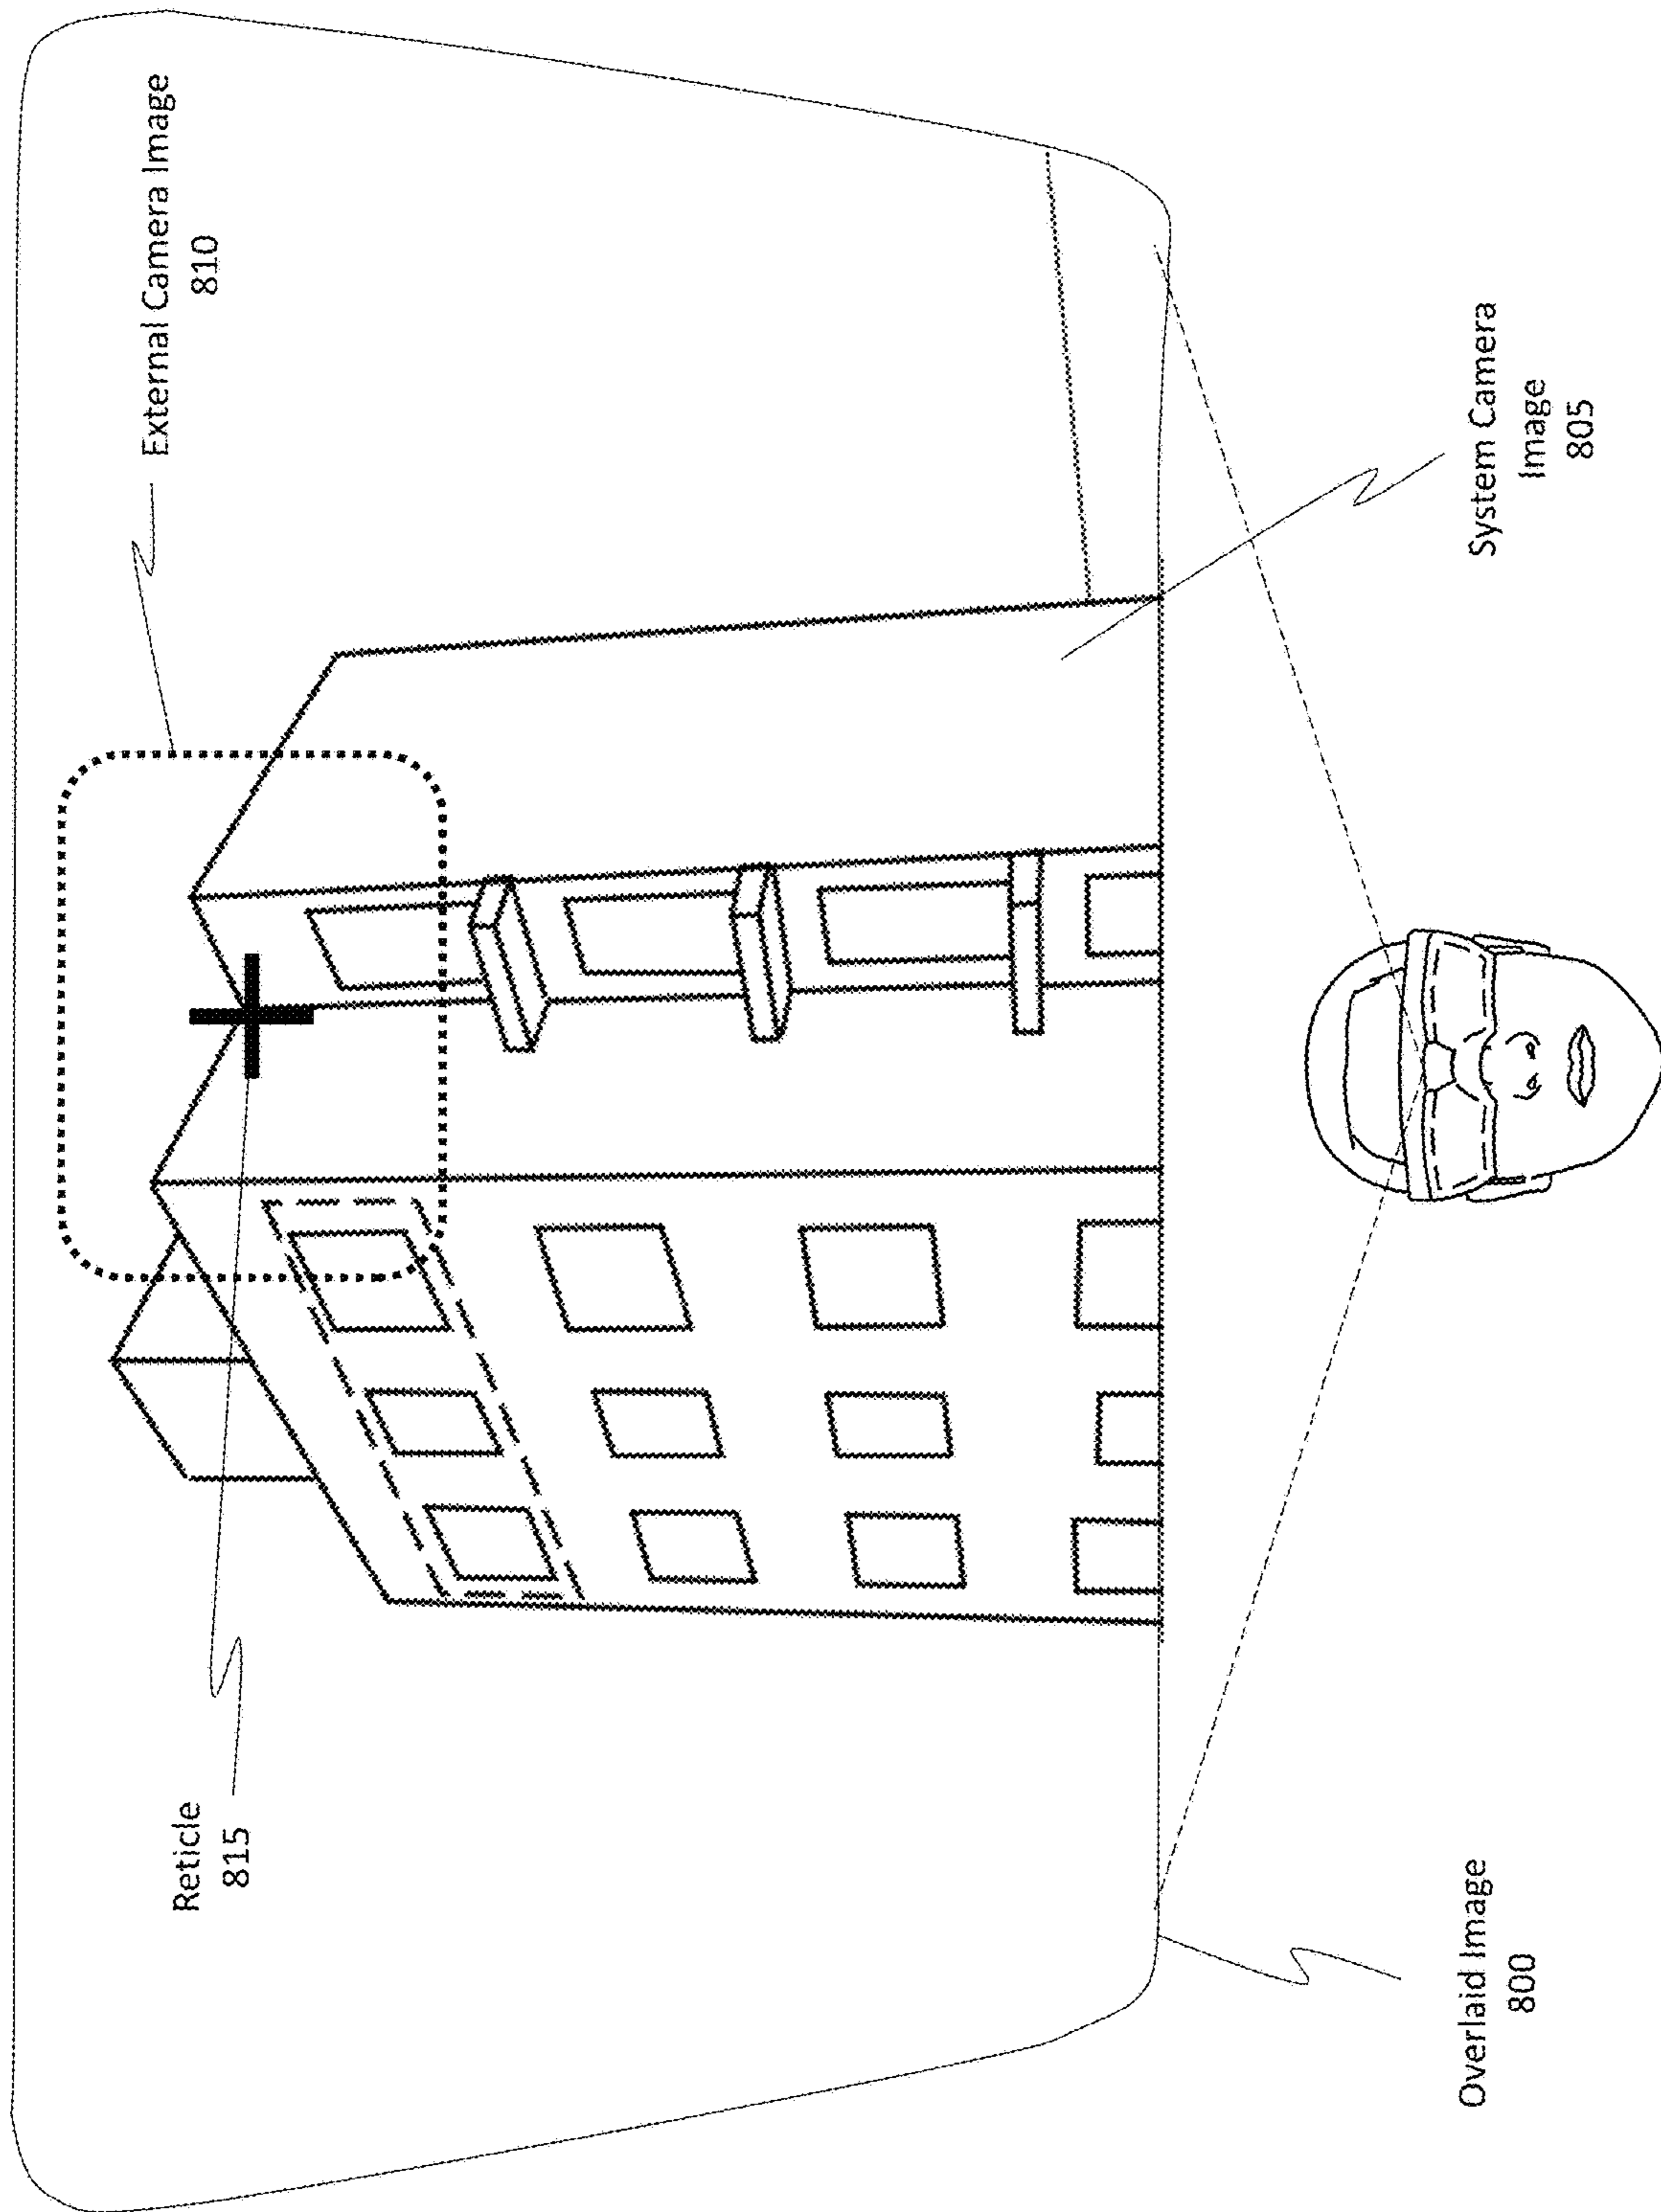 External Camera Image
810
Reticle
815
System Camera
Image
805
Overlaid Image
800